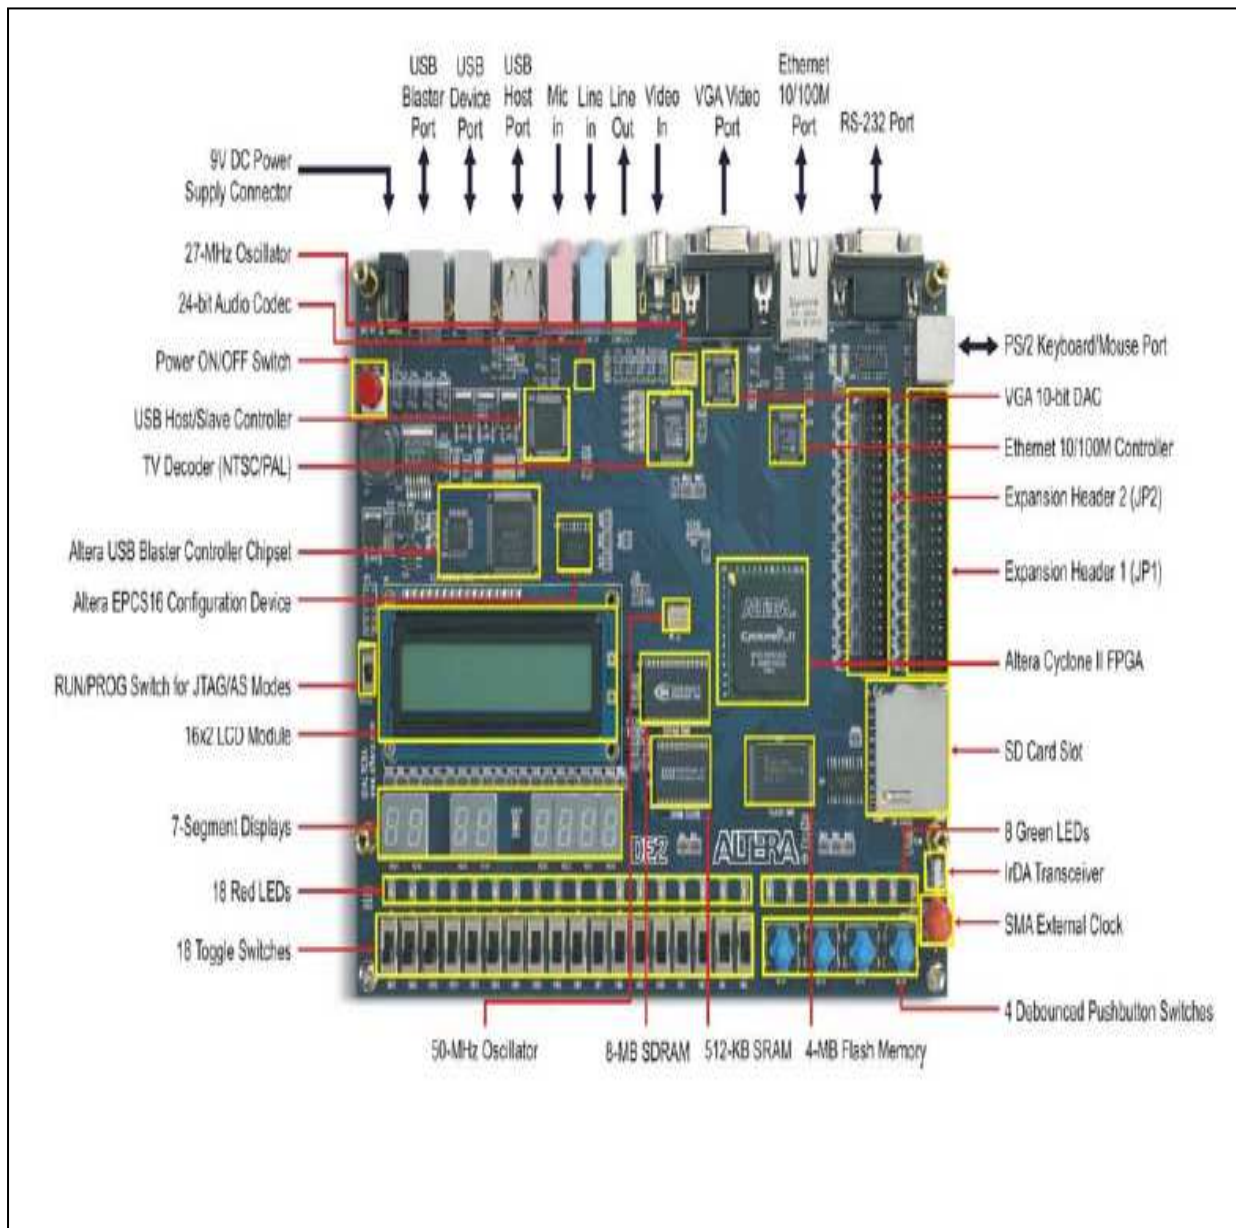 USB
Blaster
Port
USB
Device
Port
USB
Host
Port
Mic
in
Line
in
Line
Out
Video
In
VGA Video
Port
Ethernet
10/100M
Port
RS-232 Port
9V DC Power
Supply Connector
27-MHz Oscillator
24-bit Audio Codec
Power ON/OFF Switch
USB Host/Slave Controller
TV Decoder (NTSC/PAL)
Altera USB Blaster Controller Chipset
Altera EPCS16 Configuration Device
RUN/PROG Switch for JTAG/AS Modes
16x2 LCD Module
7-Segment Displays
18 Red LEDs
18 Toggle Switches
PS/2 Keyboard/Mouse Port
VGA 10-bit DAC
Ethernet 10/100M Controller
Expansion Header 2 (JP2)
Expansion Header 1 (JP1)
Altera Cyclone II FPGA
SD Card Slot
8 Green LEDs
IrDA Transceiver
SMA External Clock
4 Debounced Pushbutton Switches
50-MHz Oscillator
8-MB SDRAM
512-KB SRAM
4-MB Flash Memory
ALTERA
Cyclone II
DE2
ALTERA